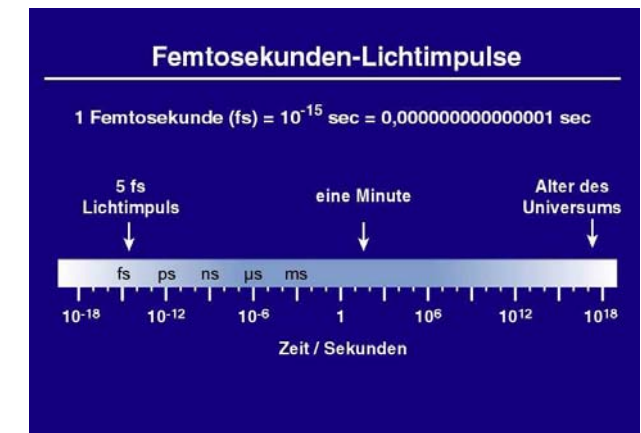 Femtosekunden-Lichtimpulse
1 Femtosekunde (fs) = 10⁻¹⁵ sec = 0,000000000000001 sec
5 fs
Lichtimpuls
eine Minute
Alter des
Universums
fs ps ns µs ms
10⁻¹⁸ 10⁻¹² 10⁻⁶ 1 10⁶ 10¹² 10¹⁸
Zeit / Sekunden